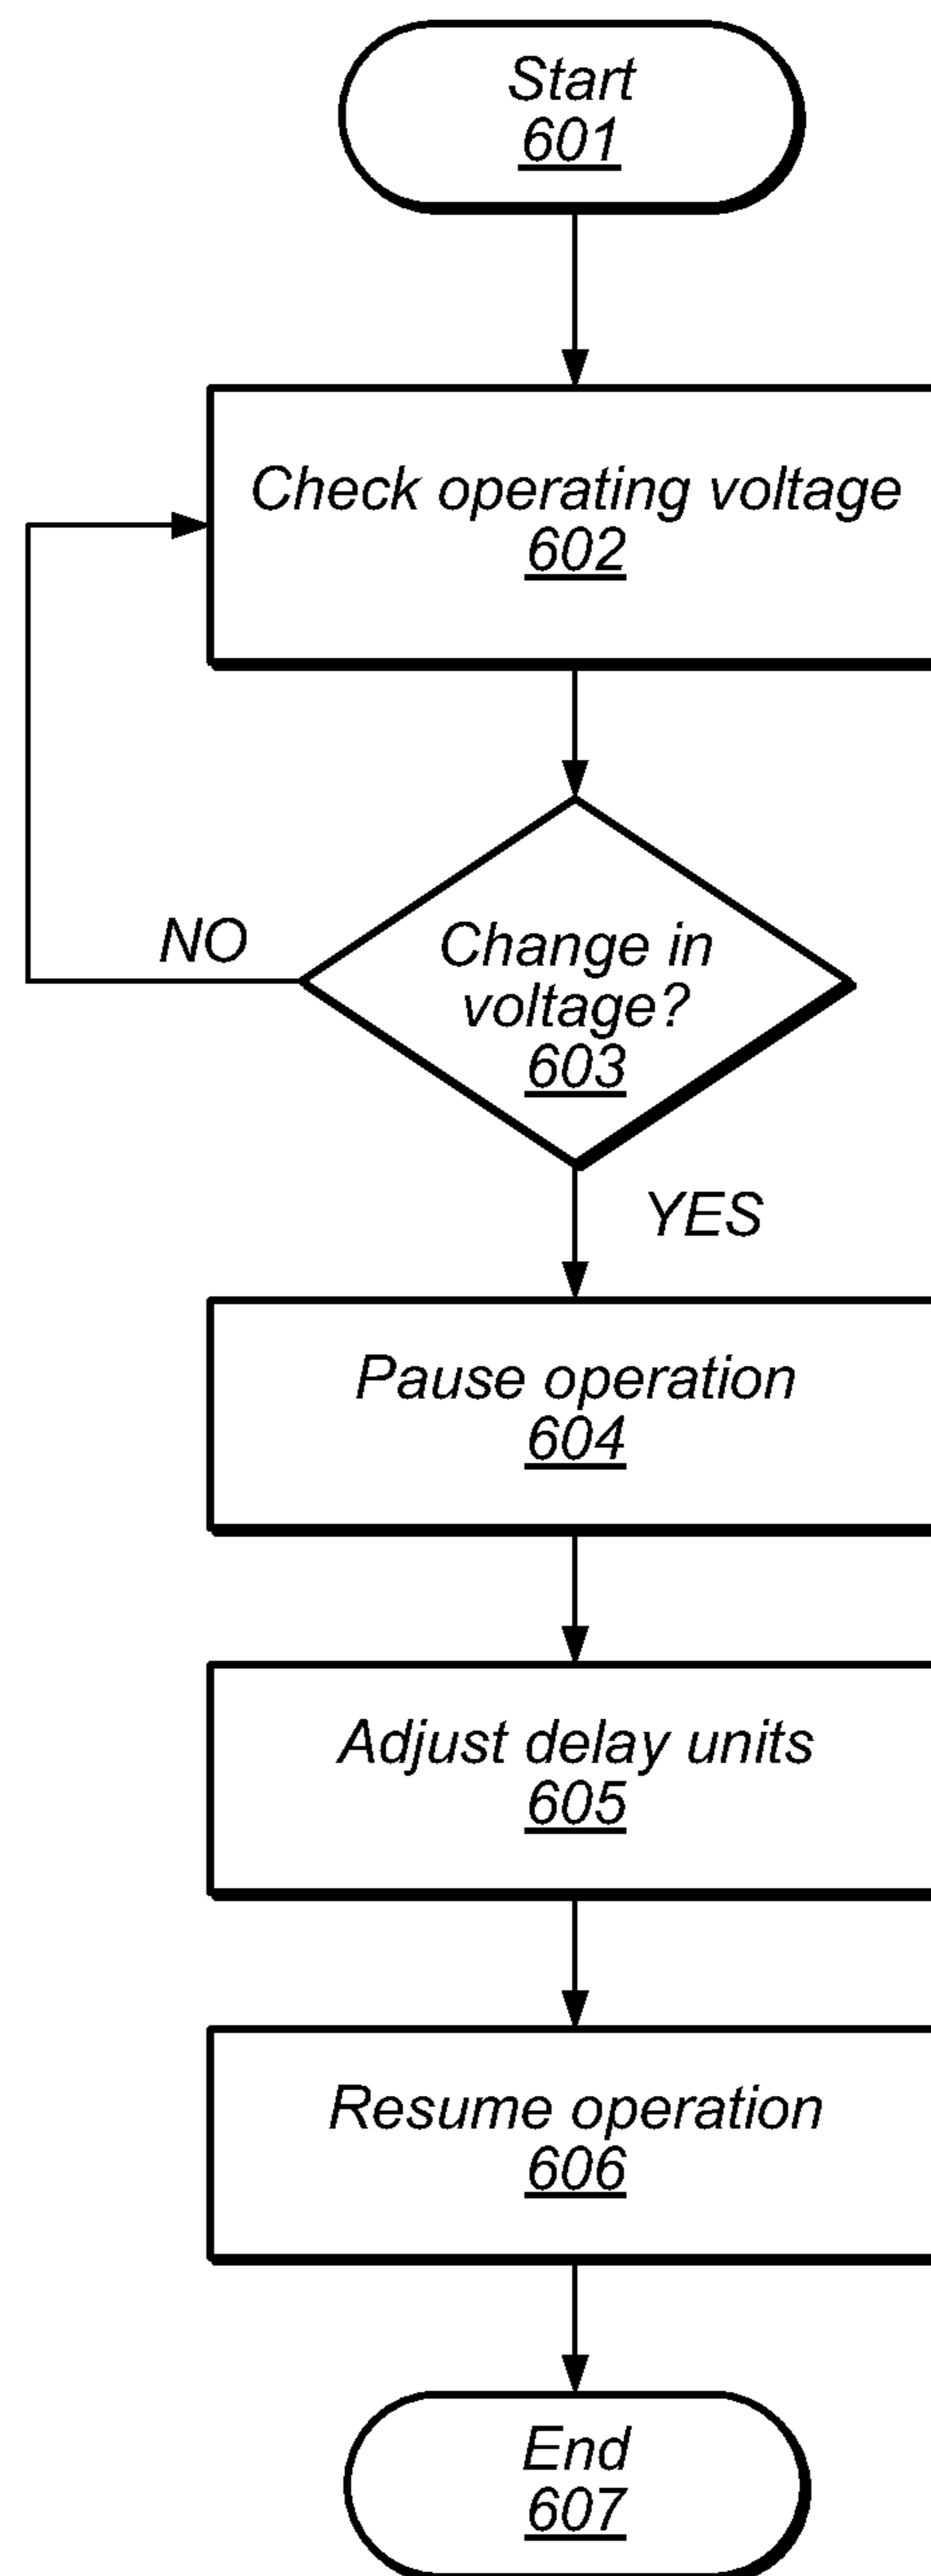 Start
601
Check operating voltage
602
NO
Change in
voltage?
603
YES
Pause operation
604
Adjust delay units
605
Resume operation
606
End
607